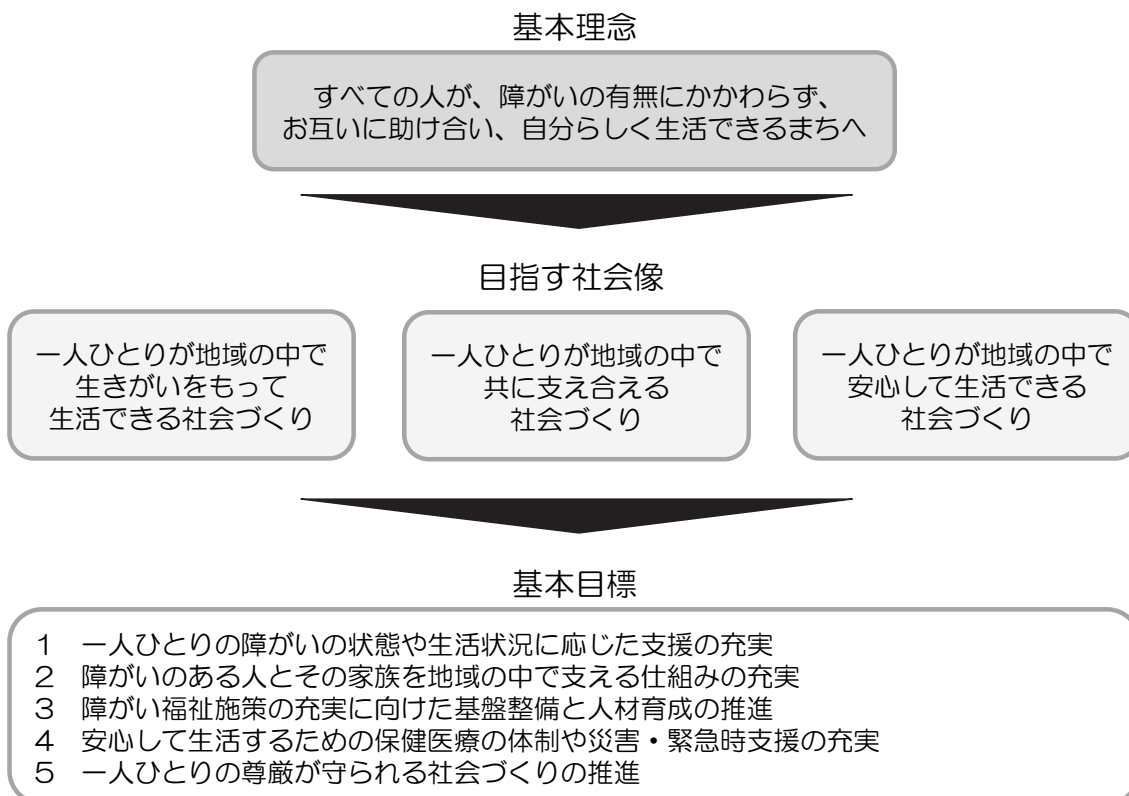 基本理念
すべての人が、障がいの有無にかかわらず、
お互いに助け合い、自分らしく生活できるまちへ
目指す社会像
一人ひとりが地域の中で
生きがいをもって
生活できる社会づくり
一人ひとりが地域の中で
共に支え合える
社会づくり
一人ひとりが地域の中で
安心して生活できる
社会づくり
基本目標
1 一人ひとりの障がいの状態や生活状況に応じた支援の充実
2 障がいのある人とその家族を地域の中で支える仕組みの充実
3 障がい福祉施策の充実に向けた基盤整備と人材育成の推進
4 安心して生活するための保健医療の体制や災害・緊急時支援の充実
5 一人ひとりの尊厳が守られる社会づくりの推進